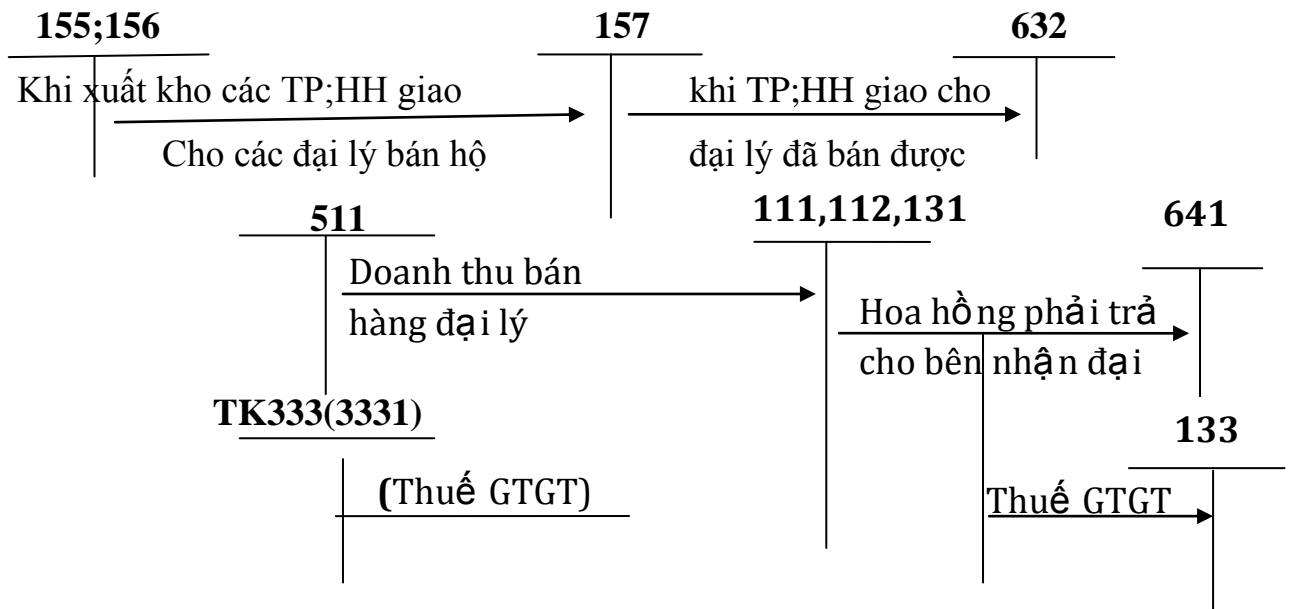 155;156 157 632
Khi xuất kho các TP;HH giao khi TP;HH giao cho
Cho các đại lý bán hộ đại lý đã bán được
511 111,112,131 641
Doanh thu bán
hàng đại lý
Hoa hồng phải trả
cho bên nhận đại
TK333(3331) 133
(Thuế GTGT) Thuế GTGT